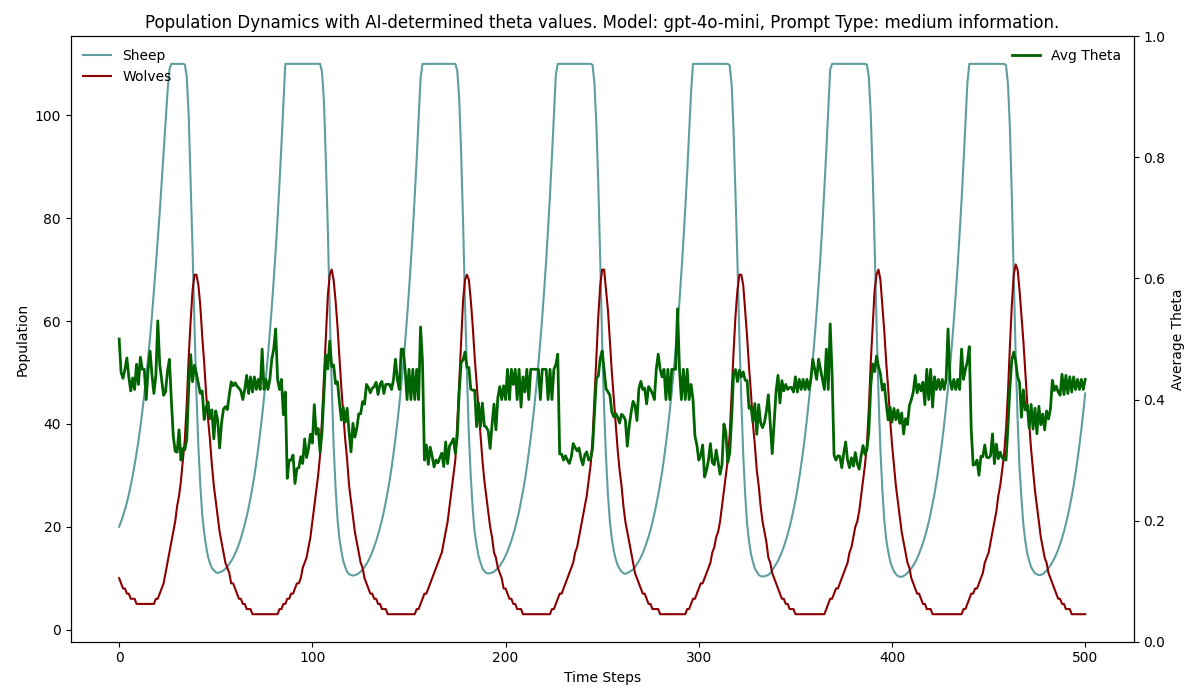 Population Dynamics with AI-determined theta values. Model: gpt-4o-mini, Prompt Type: medium information.
Sheep
Wolves
Avg Theta
Population
100
80
60
40
20
0
1.0
0.8
0.6
0.4
0.2
0.0
Average Theta
0 100 200 300 400 500
Time Steps